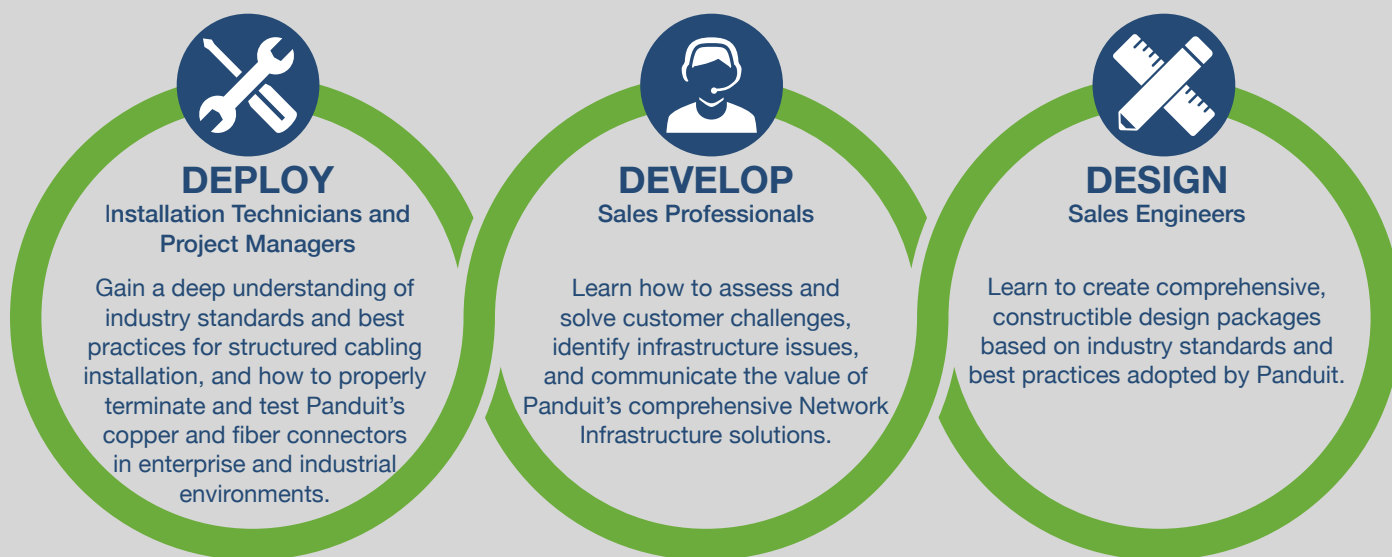 DEPLOY
Installation Technicians and
Project Managers
Gain a deep understanding of
industry standards and best
practices for structured cabling
installation, and how to properly
terminate and test Panduit’s
copper and fiber connectors
in enterprise and industrial
environments.
DEVELOP
Sales Professionals
Learn how to assess and
solve customer challenges,
identify infrastructure issues,
and communicate the value of
Panduit’s comprehensive Network
Infrastructure solutions.
DESIGN
Sales Engineers
Learn to create comprehensive,
constructible design packages
based on industry standards and
best practices adopted by Panduit.